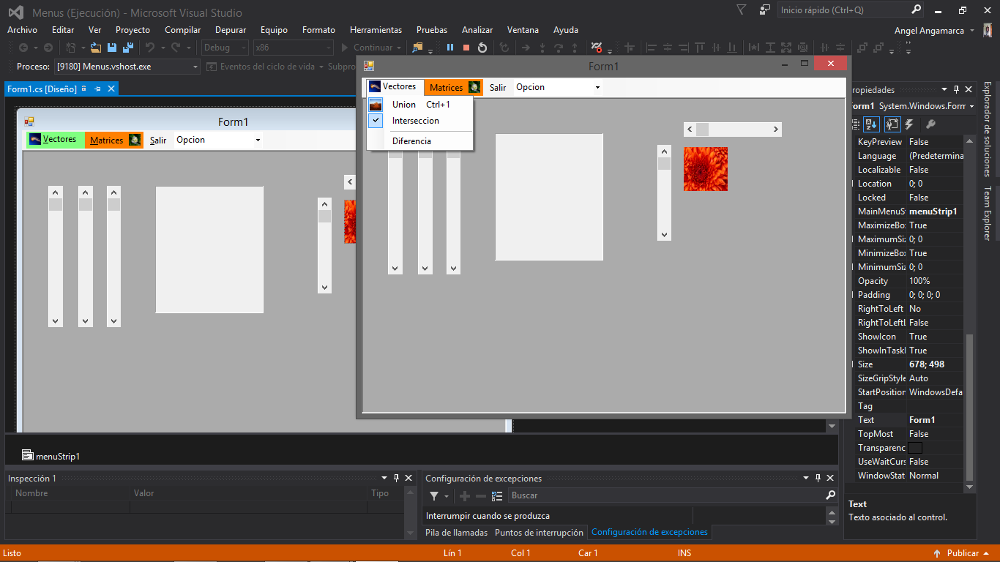 Menus (Ejecución) - Microsoft Visual Studio
Inicio rápido (Ctrl+Q)
Archivo Editar Ver Proyecto Compilar Depurar Equipo Formato Herramientas Pruebas Analizar Ventana Ayuda
Angel Angamarca
Debug x86 Continuar
Proceso: [9180] Menus.vshost.exe Eventos del ciclo de vida Subpro
Form1.cs [Diseño]
Form1
Vectores Matrices Salir Opcion
Form1
Vectores Matrices Salir Opcion
Union Ctrl+1
Interseccion
Diferencia
menuStrip1
ropiedades
orm1 System.Windows.Form
KeyPreview False
Language (Predetermina
Localizable False
Location 0; 0
Locked False
MainMenuS menuStrip1
MaximizeBo True
MaximumSiz 0; 0
MinimizeBo True
MinimumSiz 0; 0
Opacity 100%
Padding 0; 0; 0; 0
RightToLeft No
RightToLeftL False
ShowIcon True
ShowInTaskl True
Size 678; 498
SizeGripStyle Auto
StartPosition WindowsDefa
Tag
Text Form1
TopMost False
Transparenc
UseWaitCurs False
WindowStat Normal
Text
Texto asociado al control.
Explorador de soluciones
Team Explorer
Inspección 1
Nombre Valor Tipo
Configuración de excepciones
Buscar
Interrumpir cuando se produzca
Pila de llamadas Puntos de interrupción Configuración de excepciones
Listo Lín 1 Col 1 Car 1 INS Publicar